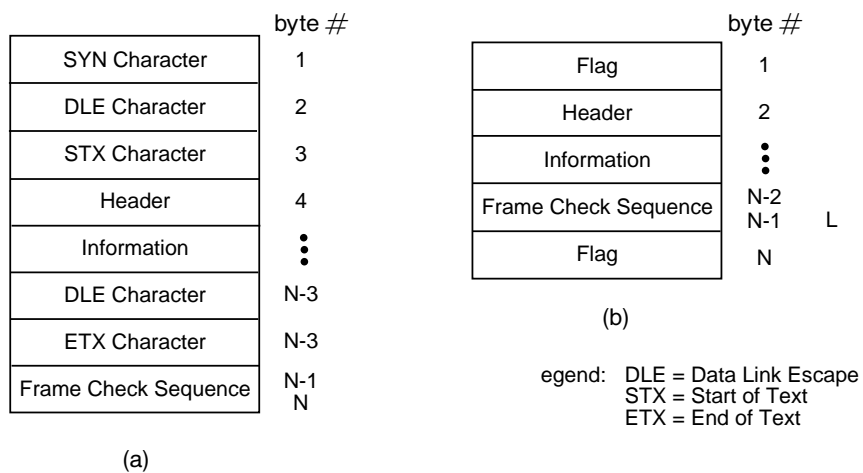 byte #
SYN Character 1
DLE Character 2
STX Character 3
Header 4
Information
DLE Character N-3
ETX Character N-3
Frame Check Sequence N-1
N
(a)
byte #
Flag 1
Header 2
Information
Frame Check Sequence N-2
N-1 L
Flag N
(b)
egend: DLE = Data Link Escape
STX = Start of Text
ETX = End of Text